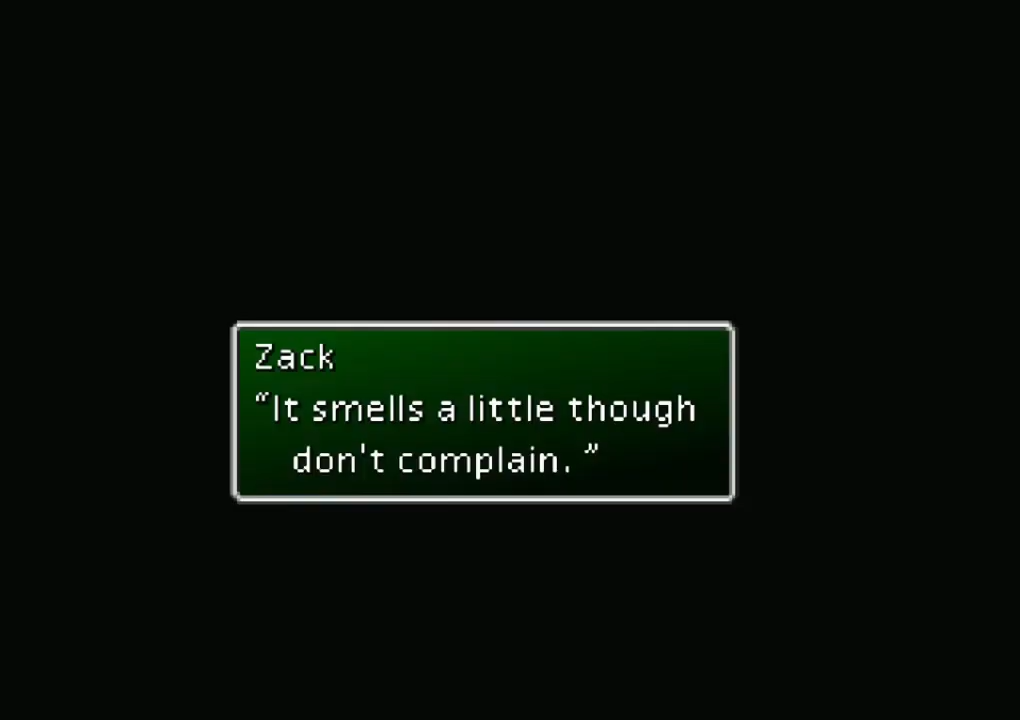 Zack
“It smells a little though
don't complain. ”